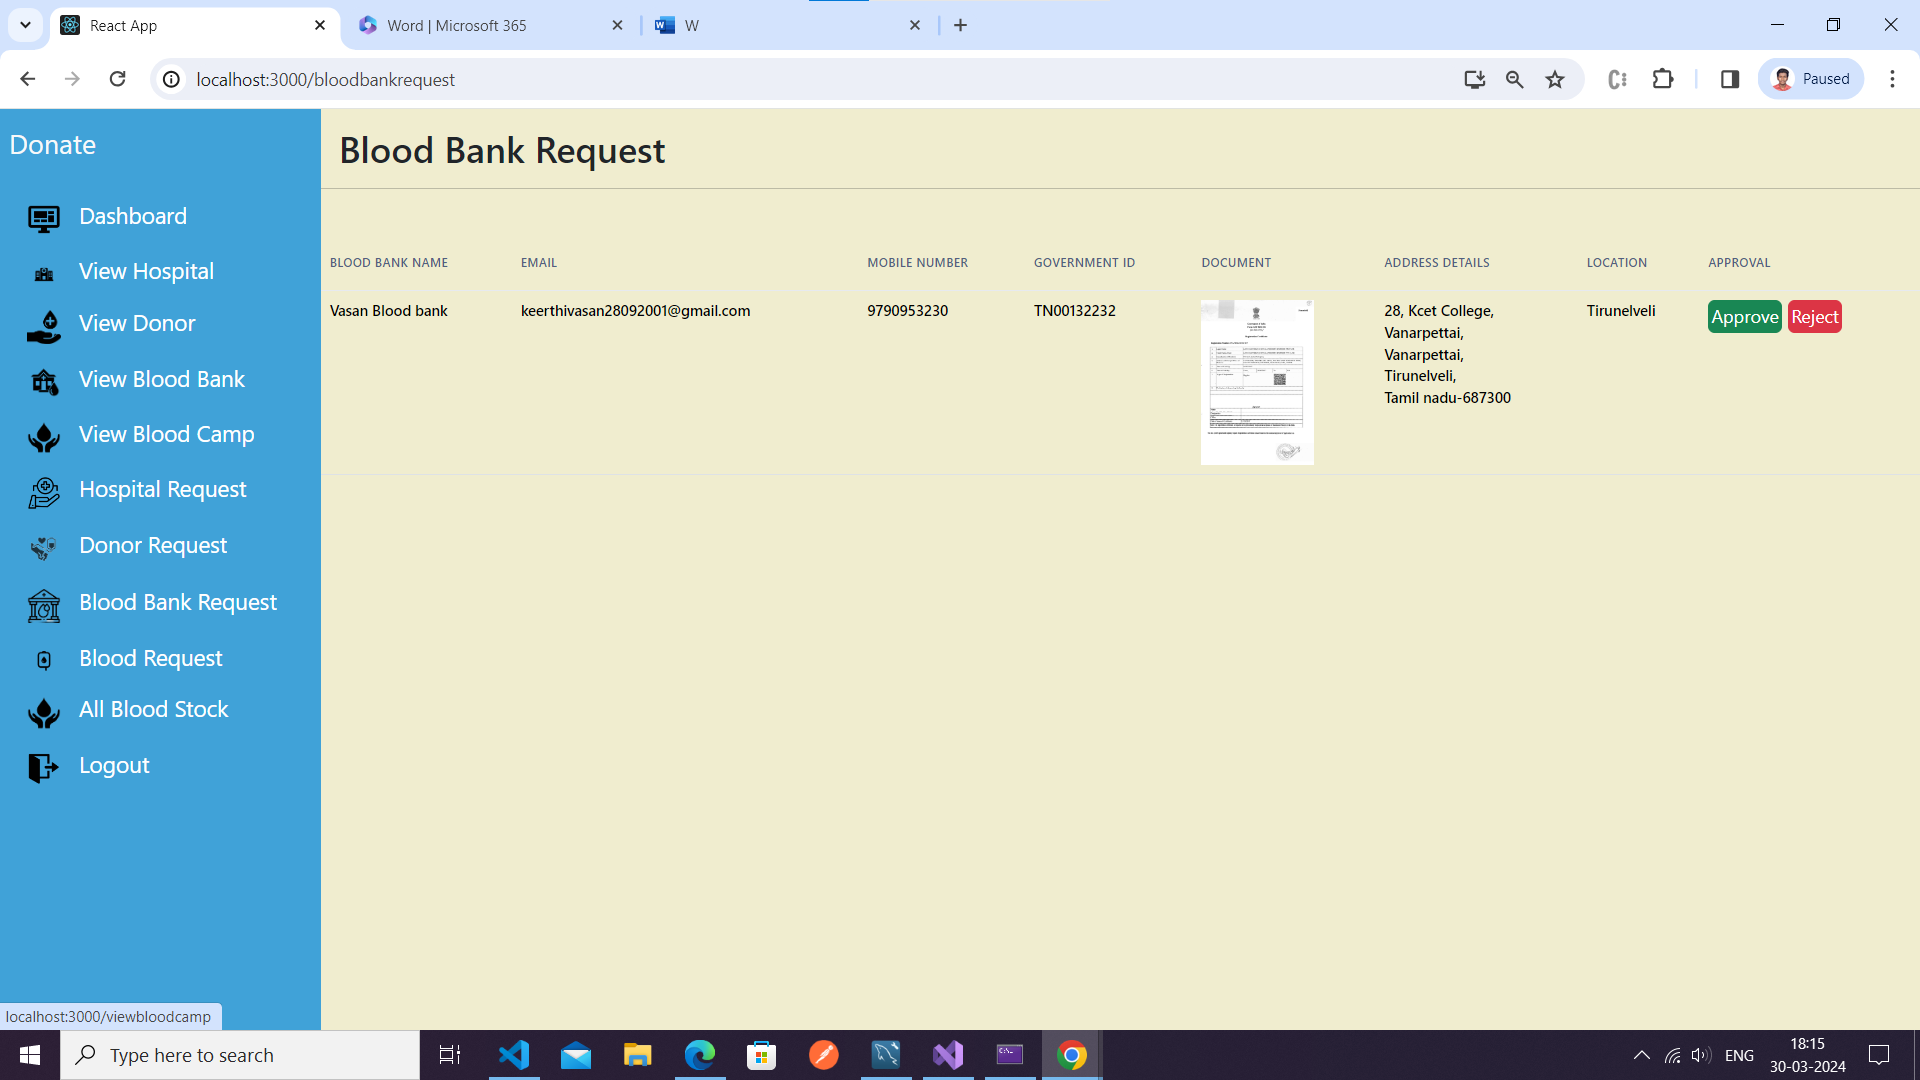 React App
Word | Microsoft 365
W
localhost:3000/bloodbankrequest
Paused
Donate
Dashboard
View Hospital
View Donor
View Blood Bank
View Blood Camp
Hospital Request
Donor Request
Blood Bank Request
Blood Request
All Blood Stock
Logout
Blood Bank Request
BLOOD BANK NAME EMAIL MOBILE NUMBER GOVERNMENT ID DOCUMENT ADDRESS DETAILS LOCATION APPROVAL
Vasan Blood bank keerthivasan28092001@gmail.com 9790953230 TN00132232 28, Kcet College, Tirunelveli Approve Reject
Vanarpettai,
Vanarpettai,
Tirunelveli,
Tamil nadu-687300
localhost:3000/viewbloodcamp
Type here to search
ENG
18:15
30-03-2024